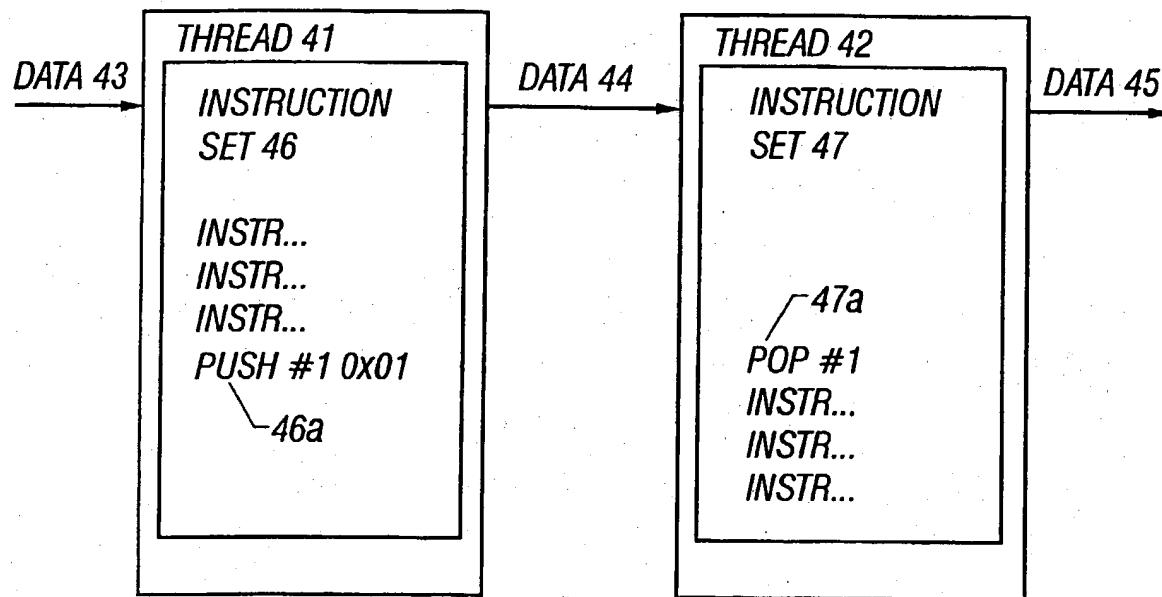 DATA 43
THREAD 41
INSTRUCTION
SET 46
INSTR...
INSTR...
INSTR...
PUSH #1 0x01
46a
DATA 44
THREAD 42
INSTRUCTION
SET 47
47a
POP #1
INSTR...
INSTR...
INSTR...
DATA 45